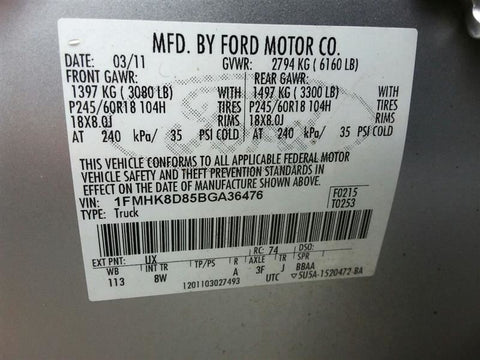 MFD. BY FORD MOTOR CO.
DATE: 03/11 GVWR: 2794 KG ( 6160 LB)
FRONT GAWR: REAR GAWR:
1397 KG ( 3080 LB) WITH 1497 KG ( 3300 LB) WITH
P245/60R18 104H TIRES P245/60R18 104H TIRES
18X8.0J RIMS 18X8.0J RIMS
AT 240 kPa/ 35 PSI COLD AT 240 kPa/ 35 PSI COLD
THIS VEHICLE CONFORMS TO ALL APPLICABLE FEDERAL MOTOR
VEHICLE SAFETY AND THEFT PREVENTION STANDARDS IN
EFFECT ON THE DATE OF MANUFACTURE SHOWN ABOVE.
VIN: 1FMHK8D85BGA36476 F0215
TYPE: Truck T0253
EXT PNT: UX RC: 74 DSO:
WB INT TR TP/PS R AXLE TR SPR
113 8W A 3F J BBAA
1201103027493 UTC 5U5A-1520472-BA
Ford